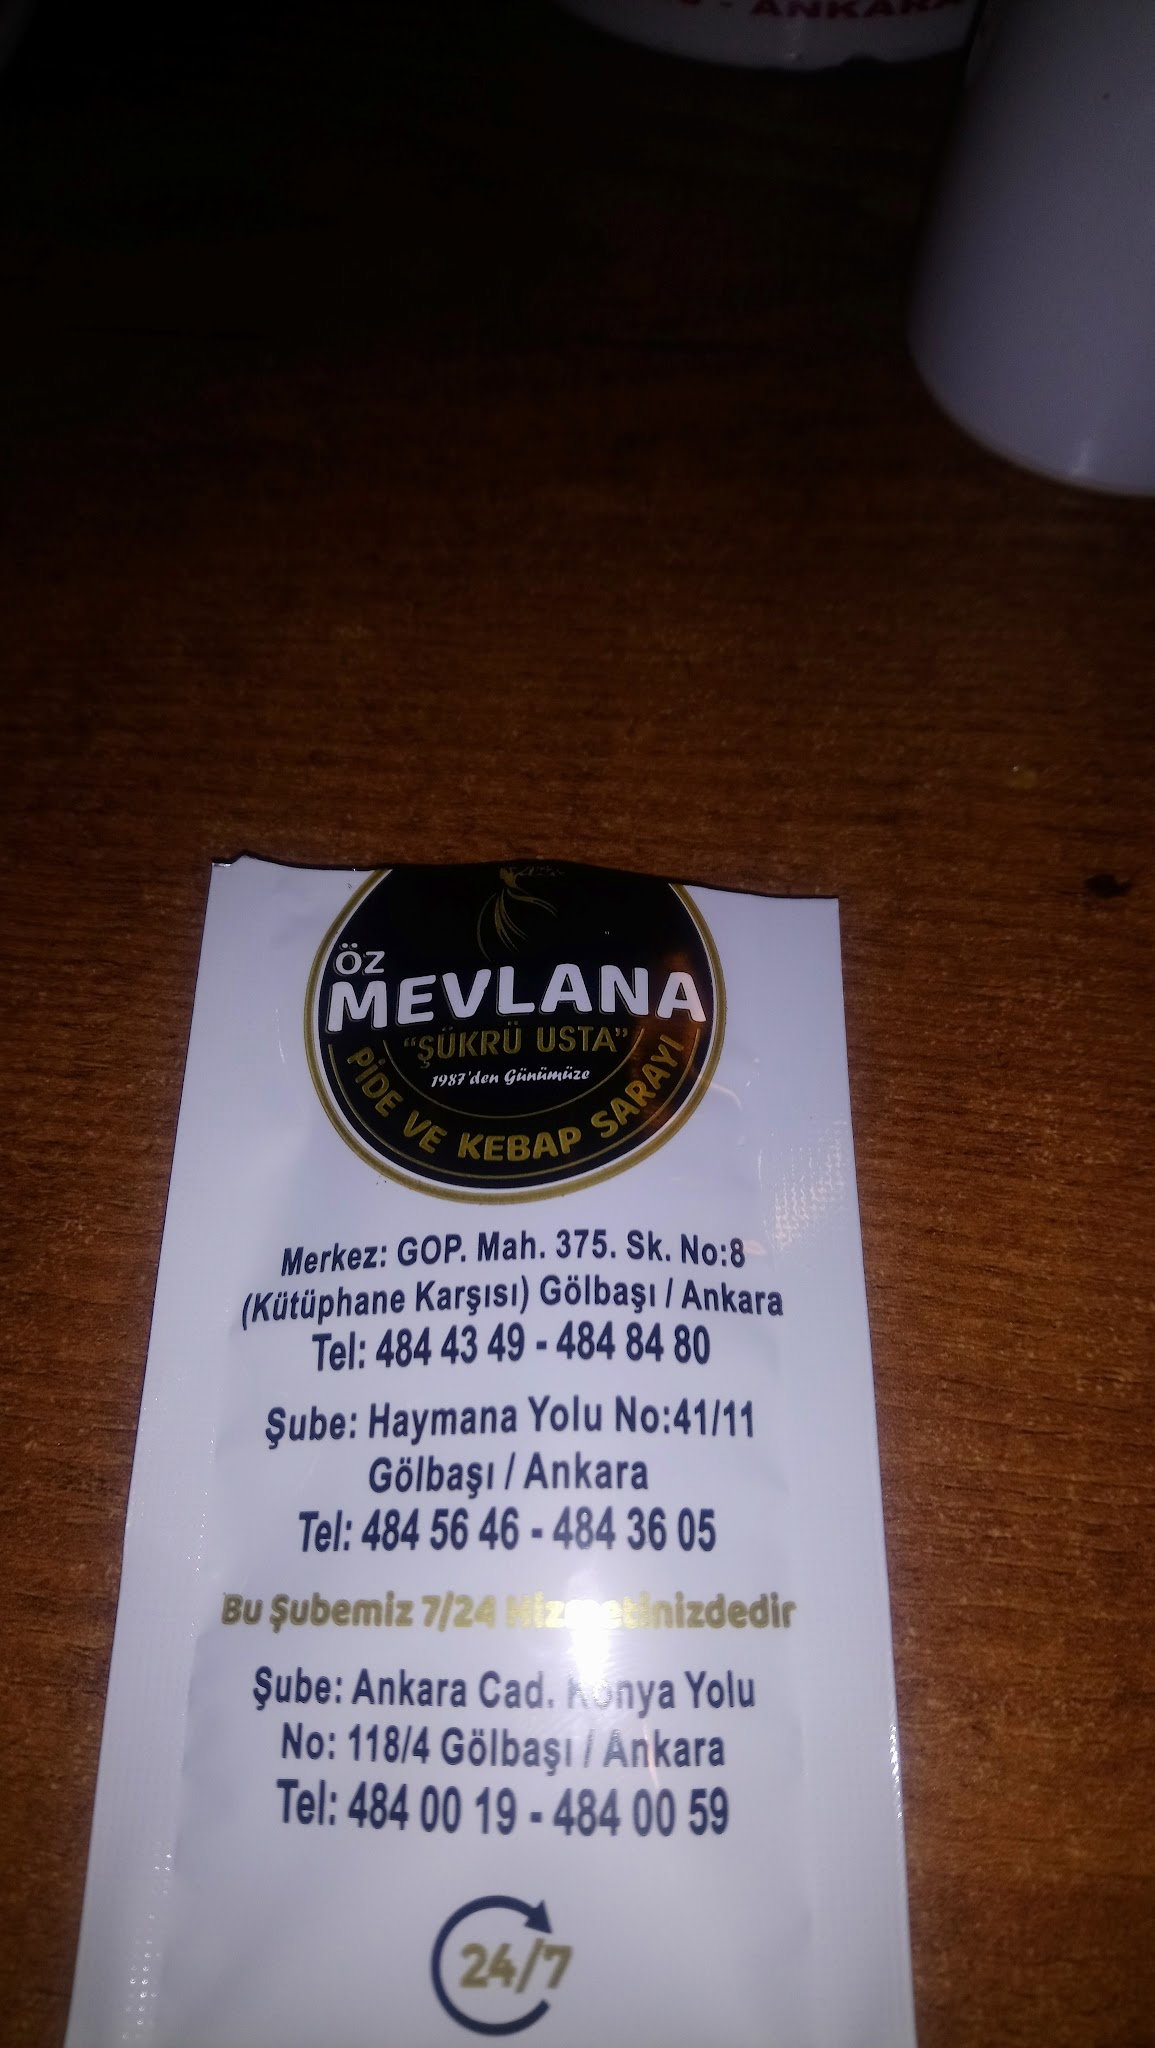 - ANKARA
ÖZ
MEVLANA
"ŞÜKRÜ USTA"
1987'den Günümüze
PİDE VE KEBAP SARAYI
Merkez: GOP. Mah. 375. Sk. No:8
(Kütüphane Karşısı) Gölbaşı / Ankara
Tel: 484 43 49 - 484 84 80
Şube: Haymana Yolu No:41/11
Gölbaşı / Ankara
Tel: 484 56 46 - 484 36 05
Bu Şubemiz 7/24 Hizmetinizdedir
Şube: Ankara Cad. Konya Yolu
No: 118/4 Gölbaşı / Ankara
Tel: 484 00 19 - 484 00 59
24/7